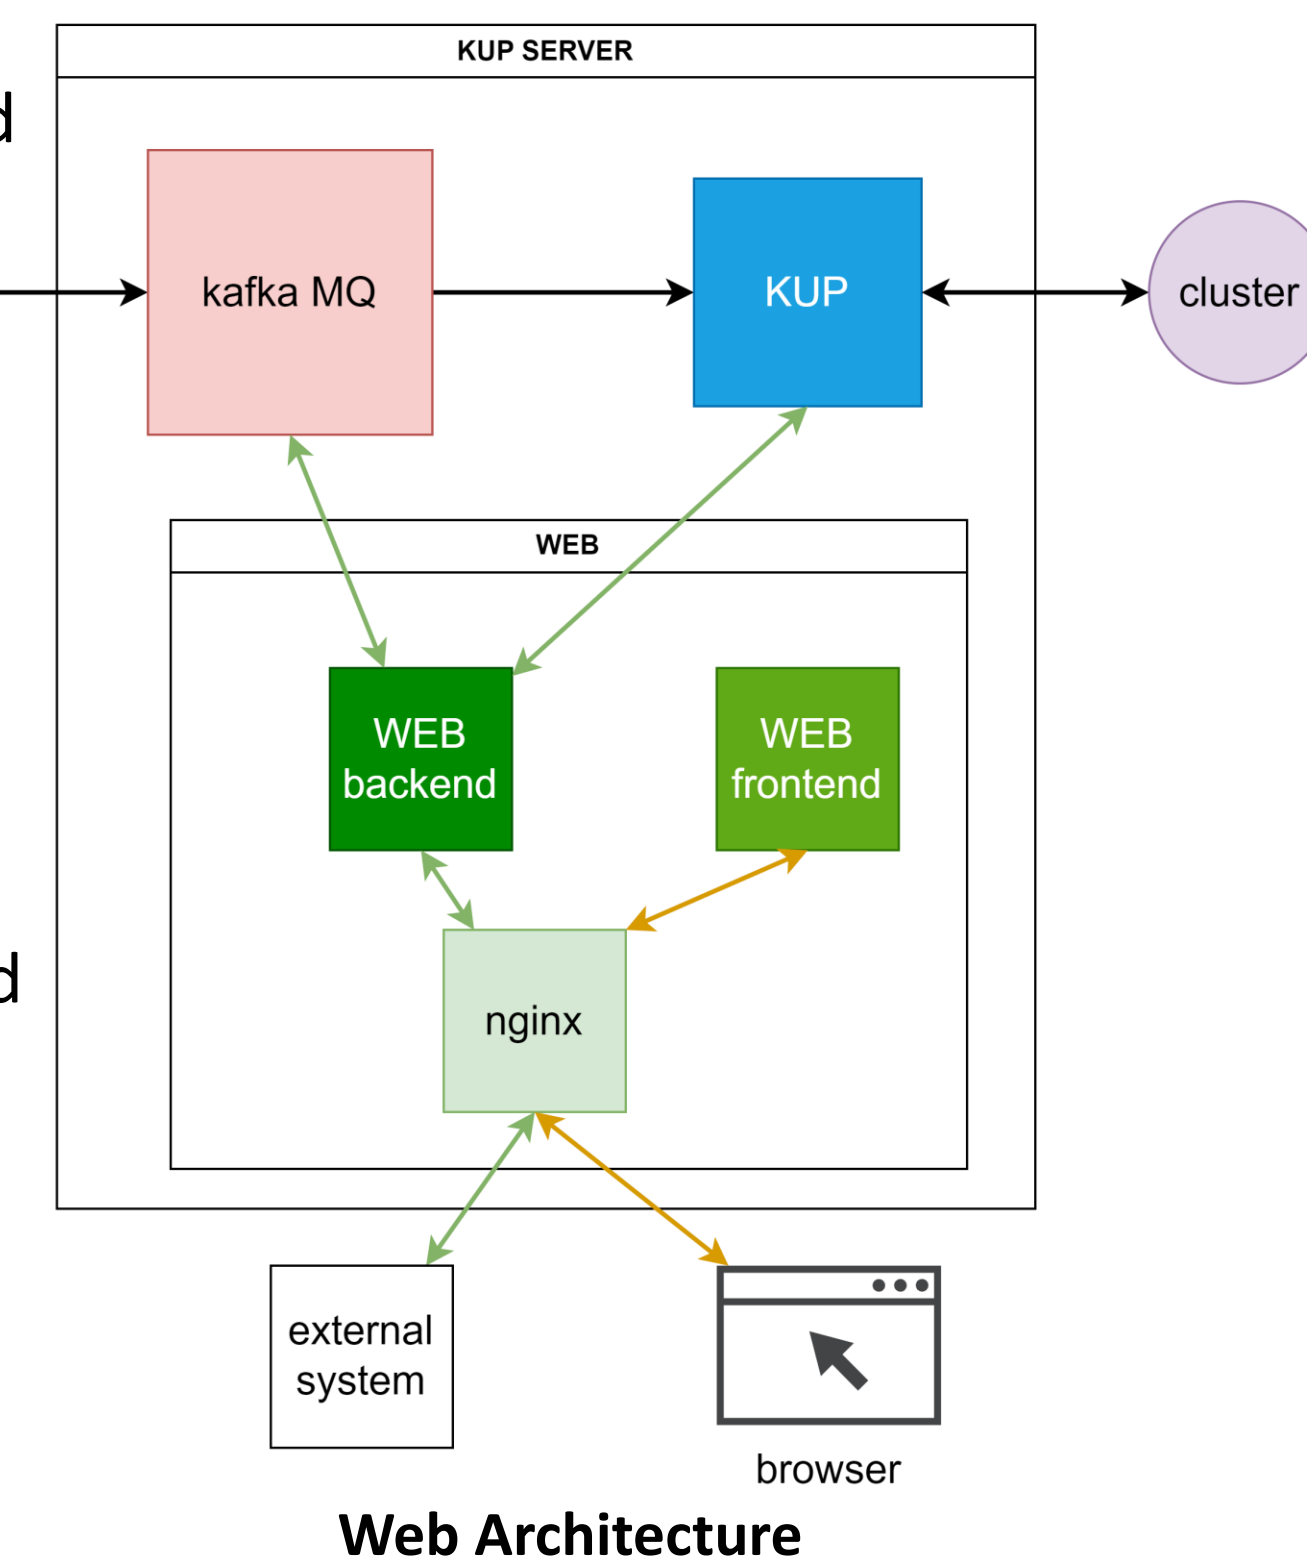 KUP SERVER
d
kafka MQ
KUP
cluster
WEB
WEB
backend
WEB
frontend
d
nginx
external
system
browser
Web Architecture